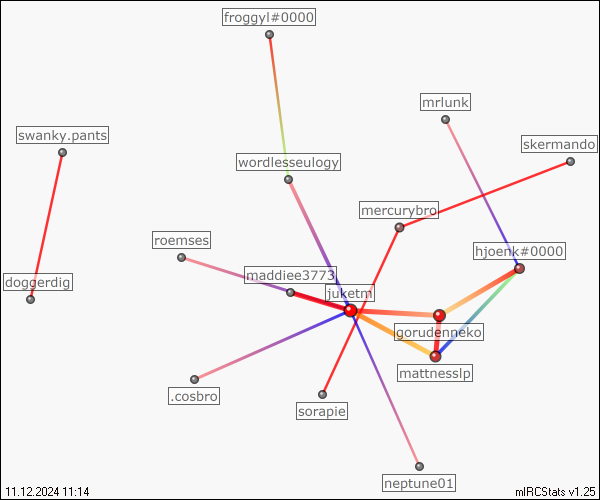 froggyl#0000
mrlunk
swanky.pants
skermando
wordlesseulogy
mercurybro
roemses
hjoenk#0000
maddiee3773
doggerdig
juketm
gorudenneko
mattnesslp
.cosbro
sorapie
neptune01
11.12.2024 11:14
mIRCStats v1.25